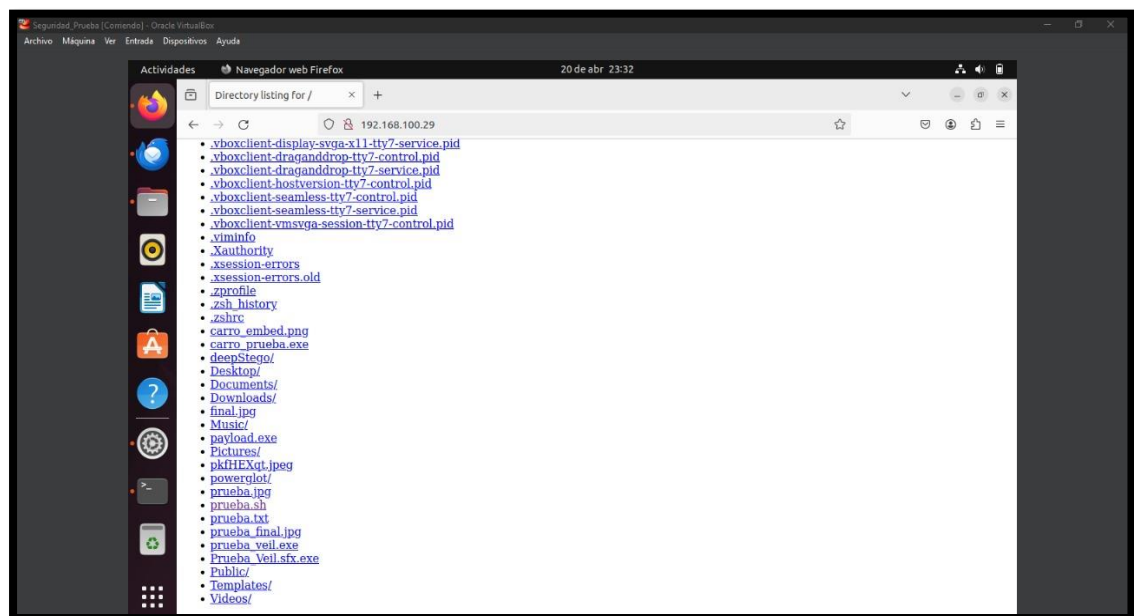 Seguridad_Prueba [Corriendo] - Oracle VirtualBox
Archivo Máquina Ver Entrada Dispositivos Ayuda
Actividades Navegador web Firefox 20 de abr 23:32
Directory listing for /
192.168.100.29
.vboxclient-display-svga-x11-tty7-service.pid
.vboxclient-draganddrop-tty7-control.pid
.vboxclient-draganddrop-tty7-service.pid
.vboxclient-hostversion-tty7-control.pid
.vboxclient-seamless-tty7-control.pid
.vboxclient-seamless-tty7-service.pid
.vboxclient-vmsvga-session-tty7-control.pid
.viminfo
.Xauthority
.xsession-errors
.xsession-errors.old
.zprofile
.zsh_history
.zshrc
carro_embed.png
carro_prueba.exe
deepStego/
Desktop/
Documents/
Downloads/
final.jpg
Music/
payload.exe
Pictures/
pkfHEXqt.jpeg
powerglot/
prueba.jpg
prueba.sh
prueba.txt
prueba_final.jpg
prueba_veil.exe
Prueba_Veil.sfx.exe
Public/
Templates/
Videos/